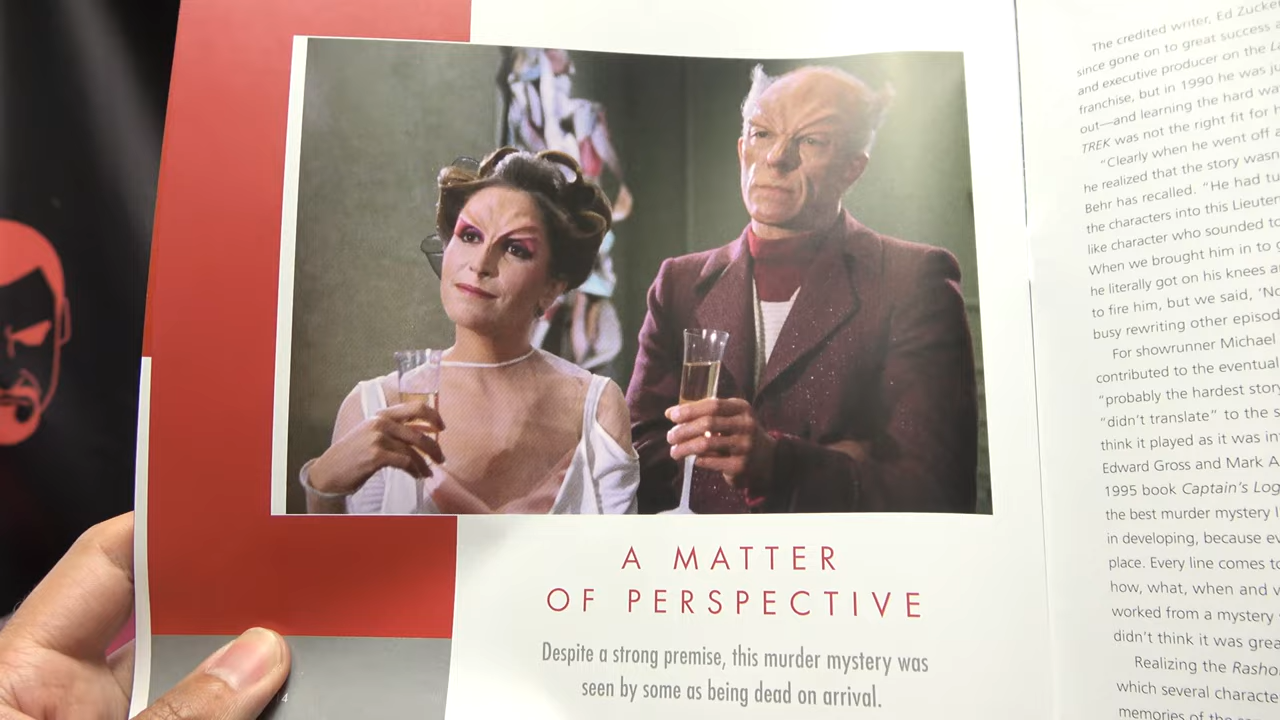 A MATTER
OF PERSPECTIVE
Despite a strong premise, this murder mystery was
seen by some as being dead on arrival.
4
The credited writer, Ed Zucker
since gone on to great success
and executive producer on the L
franchise, but in 1990 he was ju
out—and learning the hard wa
TREK was not the right fit for
"Clearly when he went off
he realized that the story wasn
Behr has recalled. "He had tu
the characters into this Lieuten
like character who sounded to
When we brought him in to
he literally got on his knees a
to fire him, but we said, 'No
busy rewriting other episod
For showrunner Michael
contributed to the eventual
"probably the hardest stor
"didn't translate" to the s
think it played as it was in
Edward Gross and Mark A
1995 book Captain's Log
the best murder mystery
in developing, because ev
place. Every line comes to
how, what, when and
worked from a mystery
didn't think it was grea
Realizing the Rasho
which several characte
memories of the